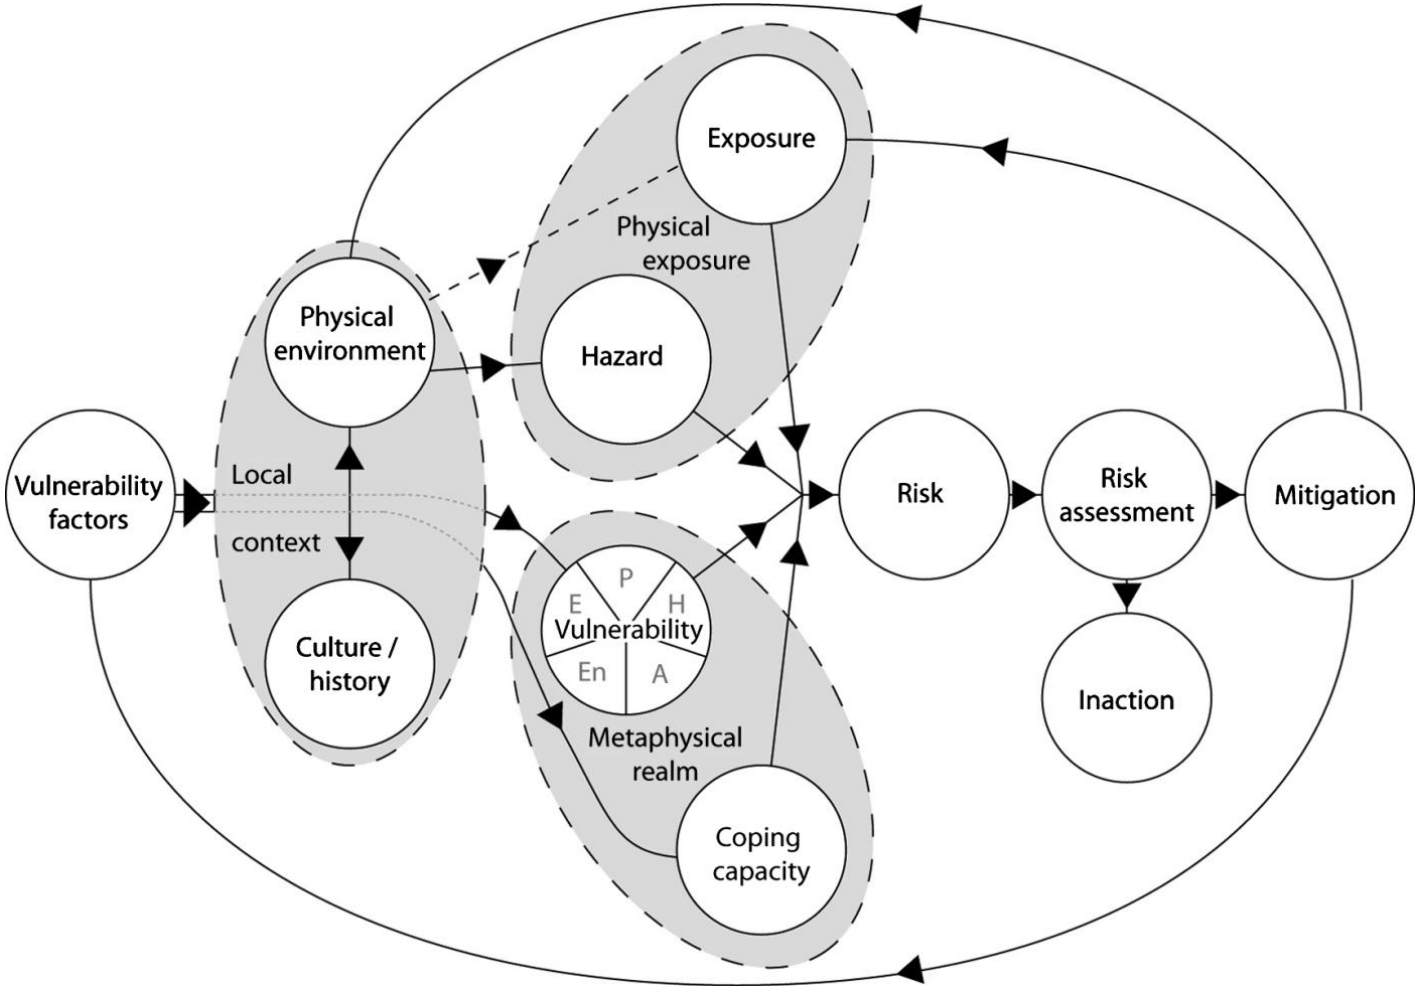 Exposure
Physical
exposure
Physical
environment
Hazard
Local
context
Vulnerability
factors
Risk
Risk
assessment
Mitigation
P
E
H
Vulnerability
En
A
Culture /
history
Metaphysical
realm
Inaction
Coping
capacity